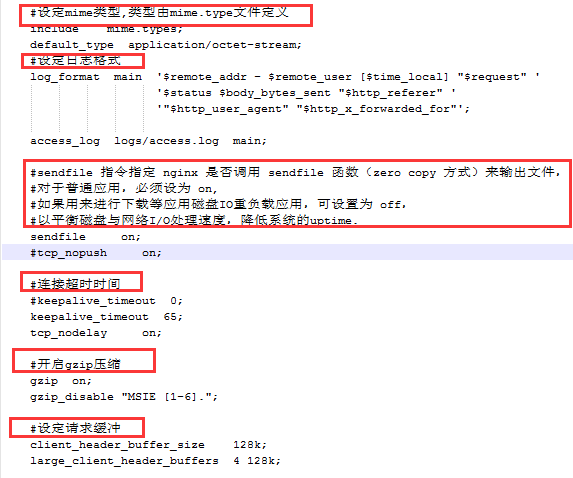 #设定mime类型,类型由mime.type文件定义
include    mime.types;
default_type  application/octet-stream;
#设定日志格式
log_format  main  '$remote_addr - $remote_user [$time_local] "$request" '
'$status $body_bytes_sent "$http_referer" '
'"$http_user_agent" "$http_x_forwarded_for"';
access_log  logs/access.log  main;
#sendfile 指令指定 nginx 是否调用 sendfile 函数（zero copy 方式）来输出文件，
#对于普通应用，必须设为 on,
#如果用来进行下载等应用磁盘IO重负载应用，可设置为 off，
#以平衡磁盘与网络I/O处理速度，降低系统的uptime.
sendfile     on;
#tcp_nopush     on;
#连接超时时间
#keepalive_timeout  0;
keepalive_timeout  65;
tcp_nodelay     on;
#开启gzip压缩
gzip  on;
gzip_disable "MSIE [1-6].";
#设定请求缓冲
client_header_buffer_size    128k;
large_client_header_buffers  4 128k;